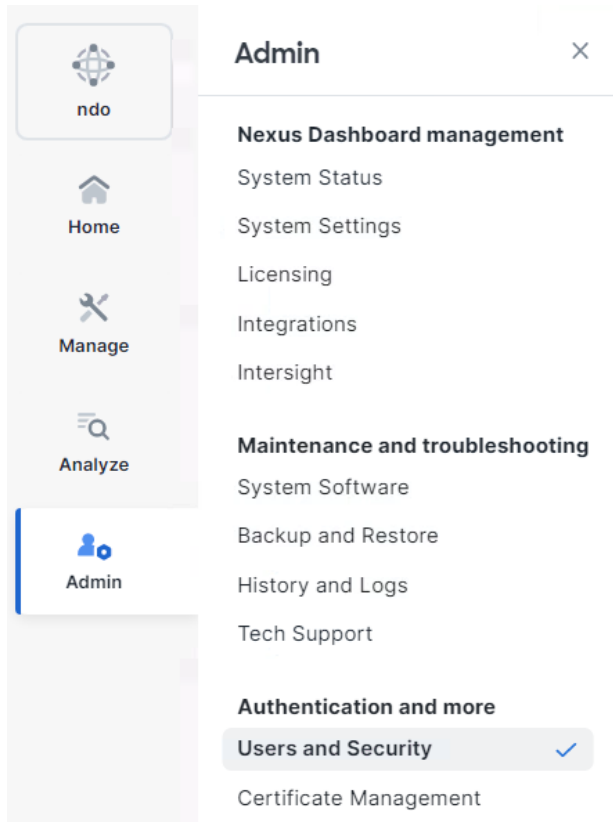 ndo
Home
Manage
Analyze
Admin
Admin
Nexus Dashboard management
System Status
System Settings
Licensing
Integrations
Intersight
Maintenance and troubleshooting
System Software
Backup and Restore
History and Logs
Tech Support
Authentication and more
Users and Security
Certificate Management